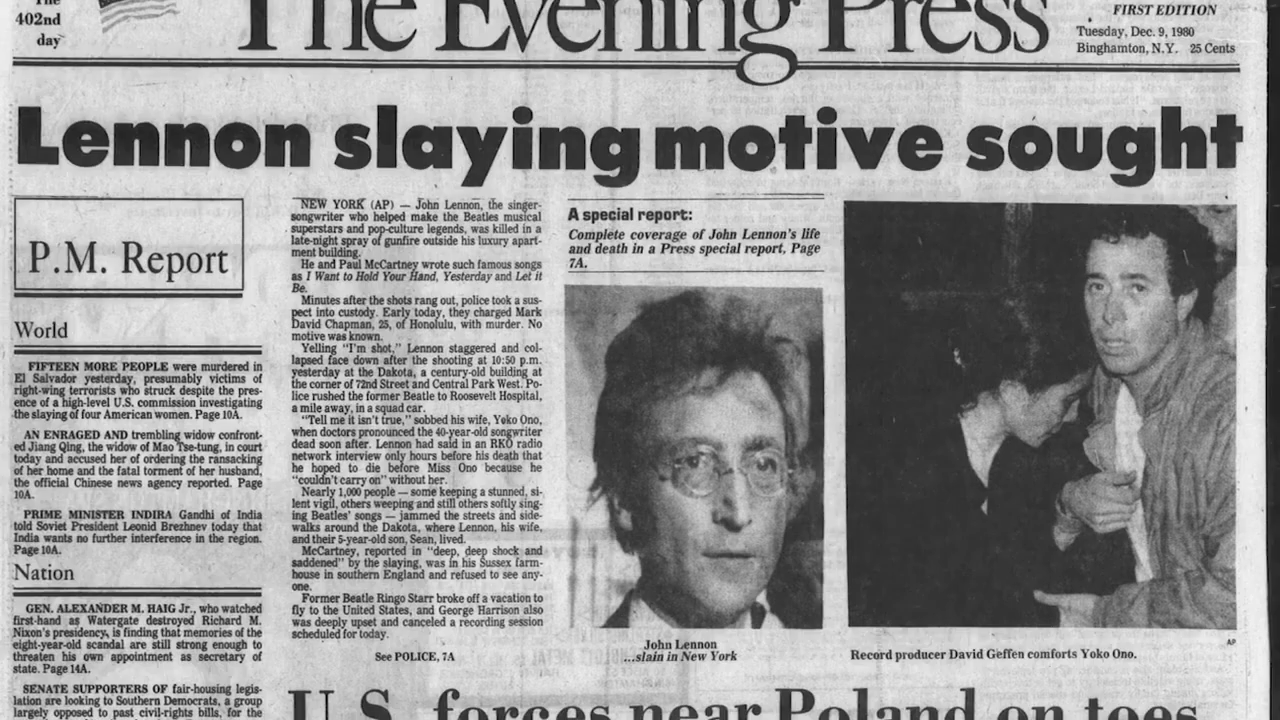 The
402nd
day
The Evening Press
FIRST EDITION
Tuesday, Dec. 9, 1980
Binghamton, N.Y. 25 Cents
Lennon slaying motive sought
P.M. Report
World
FIFTEEN MORE PEOPLE were murdered in
El Salvador yesterday, presumably victims of
right-wing terrorists who struck despite the pres-
ence of a high-level U.S. commission investigating
the slaying of four American women. Page 10A.
AN ENRAGED AND trembling widow confront-
ed Jiang Qing, the widow of Mao Tse-tung, in court
today and accused her of ordering the ransacking
of her home and the fatal torment of her husband,
the official Chinese news agency reported. Page
10A.
PRIME MINISTER INDIRA Gandhi of India
told Soviet President Leonid Brezhnev today that
India wants no further interference in the region.
Page 10A.
Nation
GEN. ALEXANDER M. HAIG Jr., who watched
first-hand as Watergate destroyed Richard M.
Nixon's presidency, is finding that memories of the
eight-year-old scandal are still strong enough to
threaten his own appointment as secretary of
state. Page 14A.
SENATE SUPPORTERS OF fair-housing legis-
lation are looking to Southern Democrats, a group
largely opposed to past civil-rights bills, for the
NEW YORK (AP) — John Lennon, the singer-
songwriter who helped make the Beatles musical
superstars and pop-culture legends, was killed in a
late-night spray of gunfire outside his luxury apart-
ment building.
He and Paul McCartney wrote such famous songs
as I Want to Hold Your Hand, Yesterday and Let it
Be.
Minutes after the shots rang out, police took a sus-
pect into custody. Early today, they charged Mark
David Chapman, 25, of Honolulu, with murder. No
motive was known.
Yelling "I'm shot," Lennon staggered and col-
lapsed face down after the shooting at 10:50 p.m.
yesterday at the Dakota, a century-old building at
the corner of 72nd Street and Central Park West. Po-
lice rushed the former Beatle to Roosevelt Hospital,
a mile away, in a squad car.
"Tell me it isn't true," sobbed his wife, Yoko Ono,
when doctors pronounced the 40-year-old songwriter
dead soon after. Lennon had said in an RKO radio
network interview only hours before his death that
he hoped to die before Miss Ono because he
"couldn't carry on" without her.
Nearly 1,000 people — some keeping a stunned, si-
lent vigil, others weeping and still others softly sing-
ing Beatles' songs — jammed the streets and side-
walks around the Dakota, where Lennon, his wife,
and their 5-year-old son, Sean, lived.
McCartney, reported in "deep, deep shock and
saddened" by the slaying, was in his Sussex farm-
house in southern England and refused to see any-
one.
Former Beatle Ringo Starr broke off a vacation to
fly to the United States, and George Harrison also
was deeply upset and canceled a recording session
scheduled for today.
See POLICE, 7A
A special report:
Complete coverage of John Lennon's life
and death in a Press special report, Page
7A.
John Lennon
...slain in New York
AP
Record producer David Geffen comforts Yoko Ono.
U.S. forces near Poland on toes